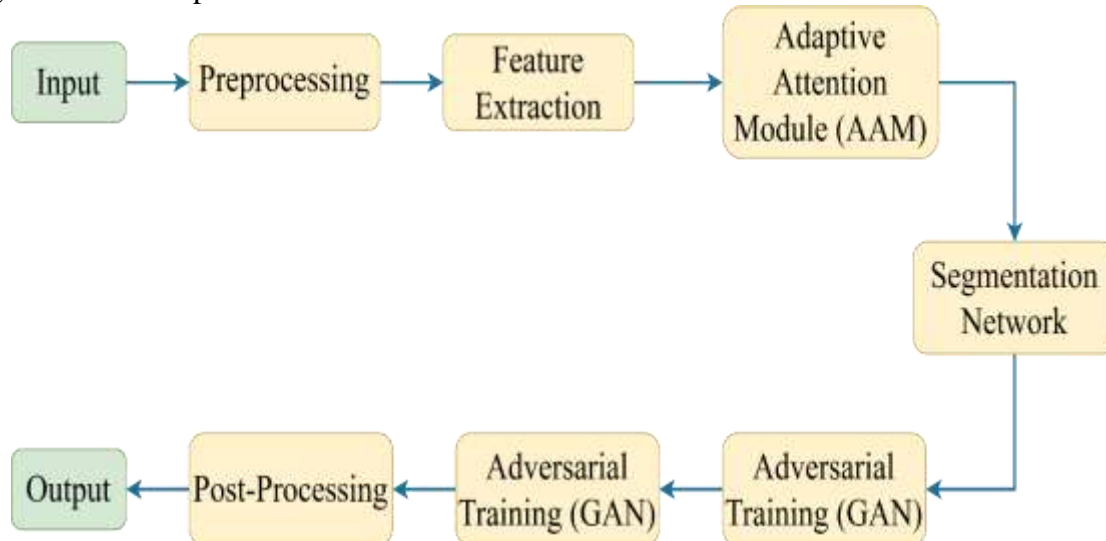 Input
Preprocessing
Feature
Extraction
Adaptive
Attention
Module (AAM)
Segmentation
Network
Adversarial
Training (GAN)
Adversarial
Training (GAN)
Post-Processing
Output